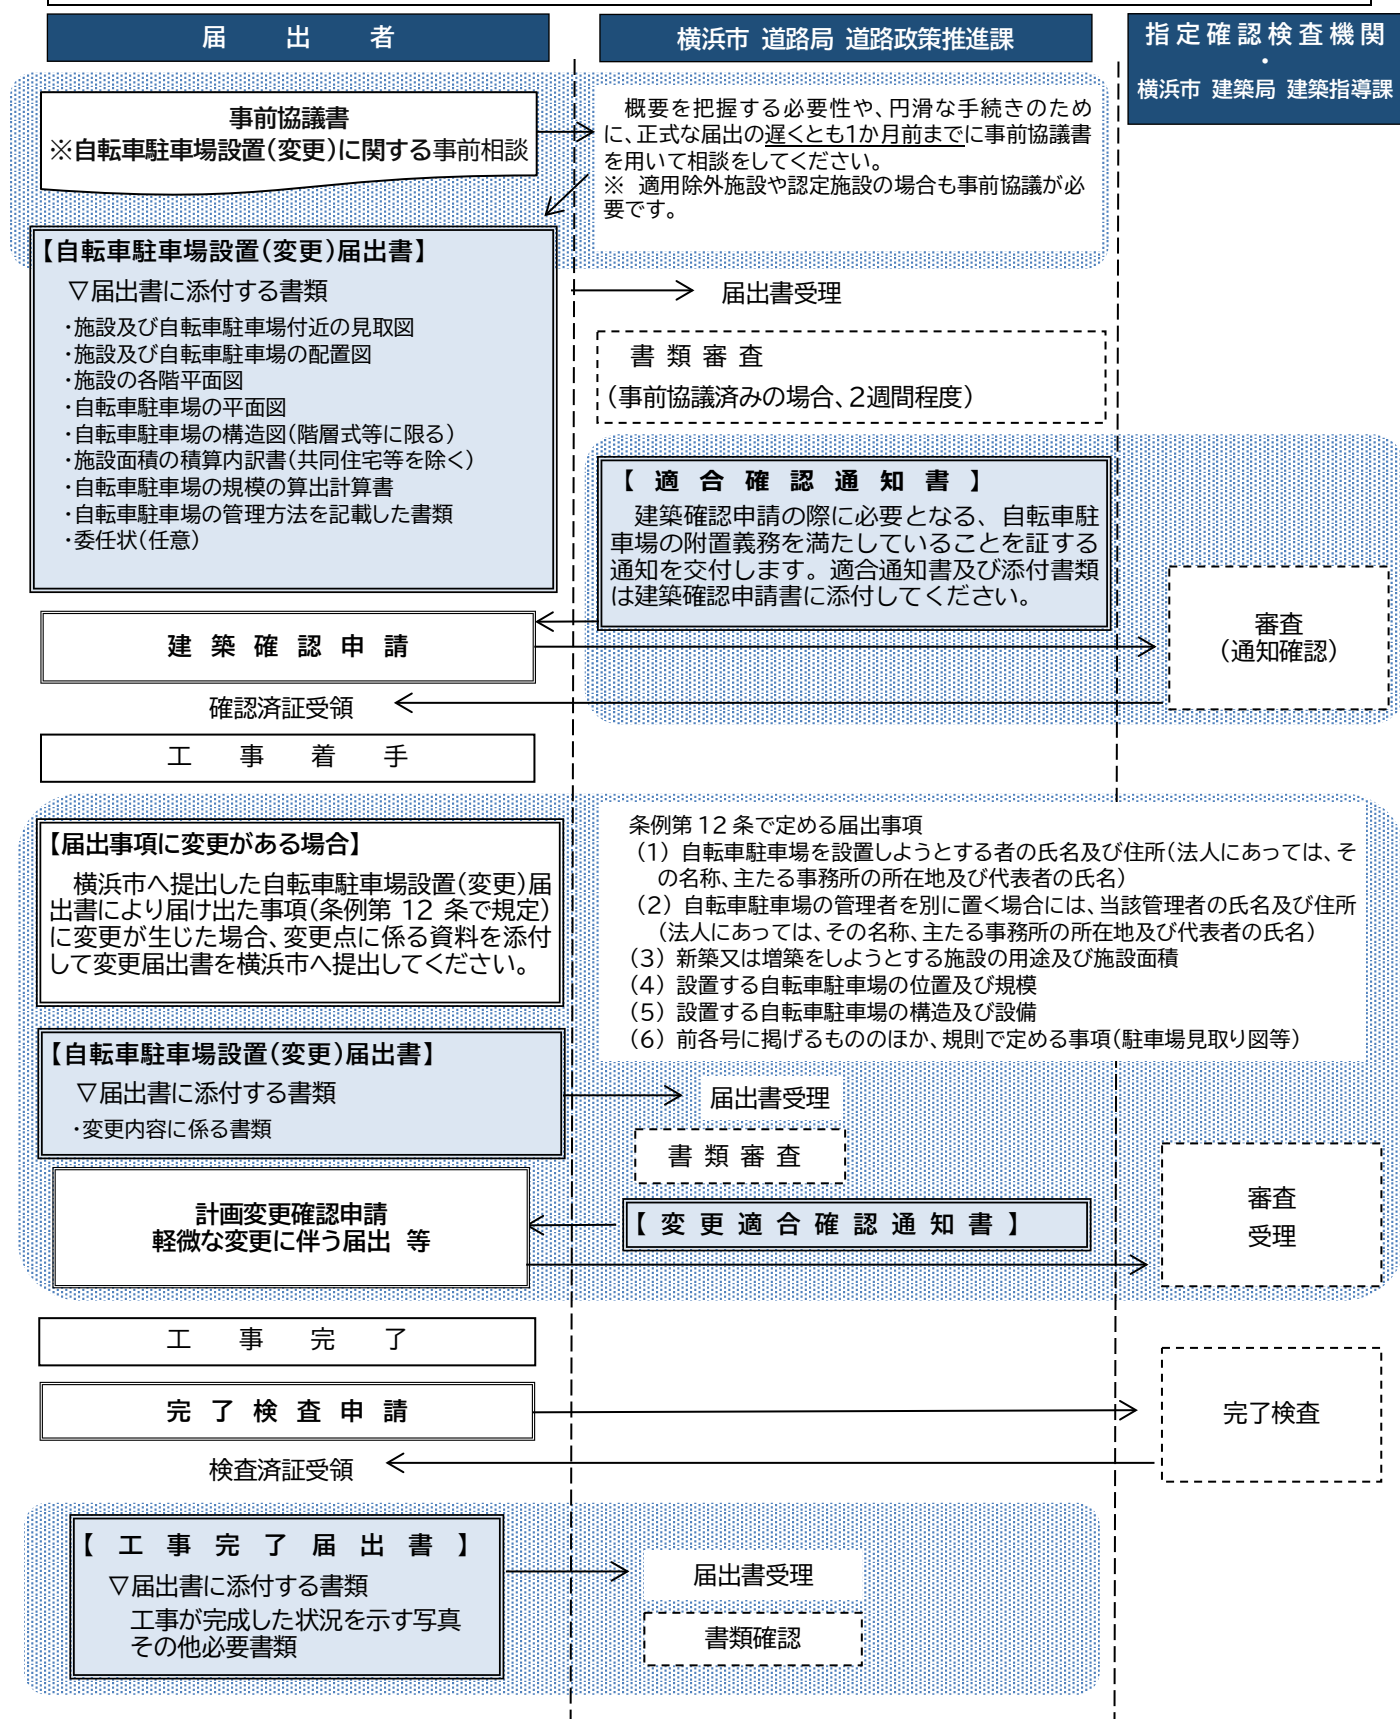 届出者
横浜市 道路局 道路政策推進課
指定確認検査機関
・
横浜市 建築局 建築指導課
事前協議書
※自転車駐車場設置(変更)に関する事前相談
概要を把握する必要性や、円滑な手続きのため
に、正式な届出の遅くとも1か月前までに事前協議書
を用いて相談をしてください。
※ 適用除外施設や認定施設の場合も事前協議が必
要です。
【自転車駐車場設置(変更)届出書】
▽届出書に添付する書類
・施設及び自転車駐車場付近の見取図
・施設及び自転車駐車場の配置図
・施設の各階平面図
・自転車駐車場の平面図
・自転車駐車場の構造図(階層式等に限る)
・施設面積の積算内訳書(共同住宅等を除く)
・自転車駐車場の規模の算出計算書
・自転車駐車場の管理方法を記載した書類
・委任状(任意)
届出書受理
書類審査
(事前協議済みの場合、2週間程度)
【適合確認通知書】
建築確認申請の際に必要となる、自転車駐
車場の附置義務を満たしていることを証する
通知を交付します。適合通知書及び添付書類
は建築確認申請書に添付してください。
建築確認申請
審査
(通知確認)
確認済証受領
工事着手
【届出事項に変更がある場合】
横浜市へ提出した自転車駐車場設置(変更)届
出書により届け出た事項(条例第 12 条で規定)
に変更が生じた場合、変更点に係る資料を添付
して変更届出書を横浜市へ提出してください。
条例第 12 条で定める届出事項
(1) 自転車駐車場を設置しようとする者の氏名及び住所(法人にあっては、そ
の名称、主たる事務所の所在地及び代表者の氏名)
(2) 自転車駐車場の管理者を別に置く場合には、当該管理者の氏名及び住所
(法人にあっては、その名称、主たる事務所の所在地及び代表者の氏名)
(3) 新築又は増築をしようとする施設の用途及び施設面積
(4) 設置する自転車駐車場の位置及び規模
(5) 設置する自転車駐車場の構造及び設備
(6) 前各号に掲げるもののほか、規則で定める事項(駐車場見取り図等)
【自転車駐車場設置(変更)届出書】
▽届出書に添付する書類
・変更内容に係る書類
届出書受理
書類審査
【変更適合確認通知書】
計画変更確認申請
軽微な変更に伴う届出 等
審査
受理
工事完了
完了検査申請
完了検査
検査済証受領
【工事完了届出書】
▽届出書に添付する書類
工事が完成した状況を示す写真
その他必要書類
届出書受理
書類確認